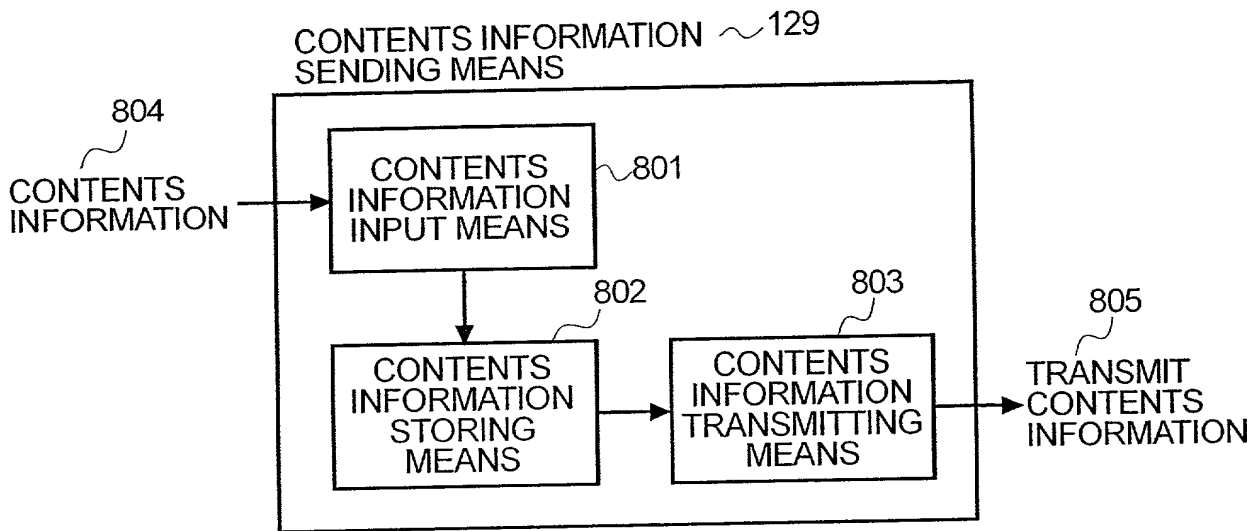 CONTENTS INFORMATION 129
SENDING MEANS
804
CONTENTS
INFORMATION
CONTENTS
INFORMATION
INPUT MEANS
801
802
CONTENTS
INFORMATION
STORING
MEANS
803
CONTENTS
INFORMATION
TRANSMITTING
MEANS
805
TRANSMIT
CONTENTS
INFORMATION